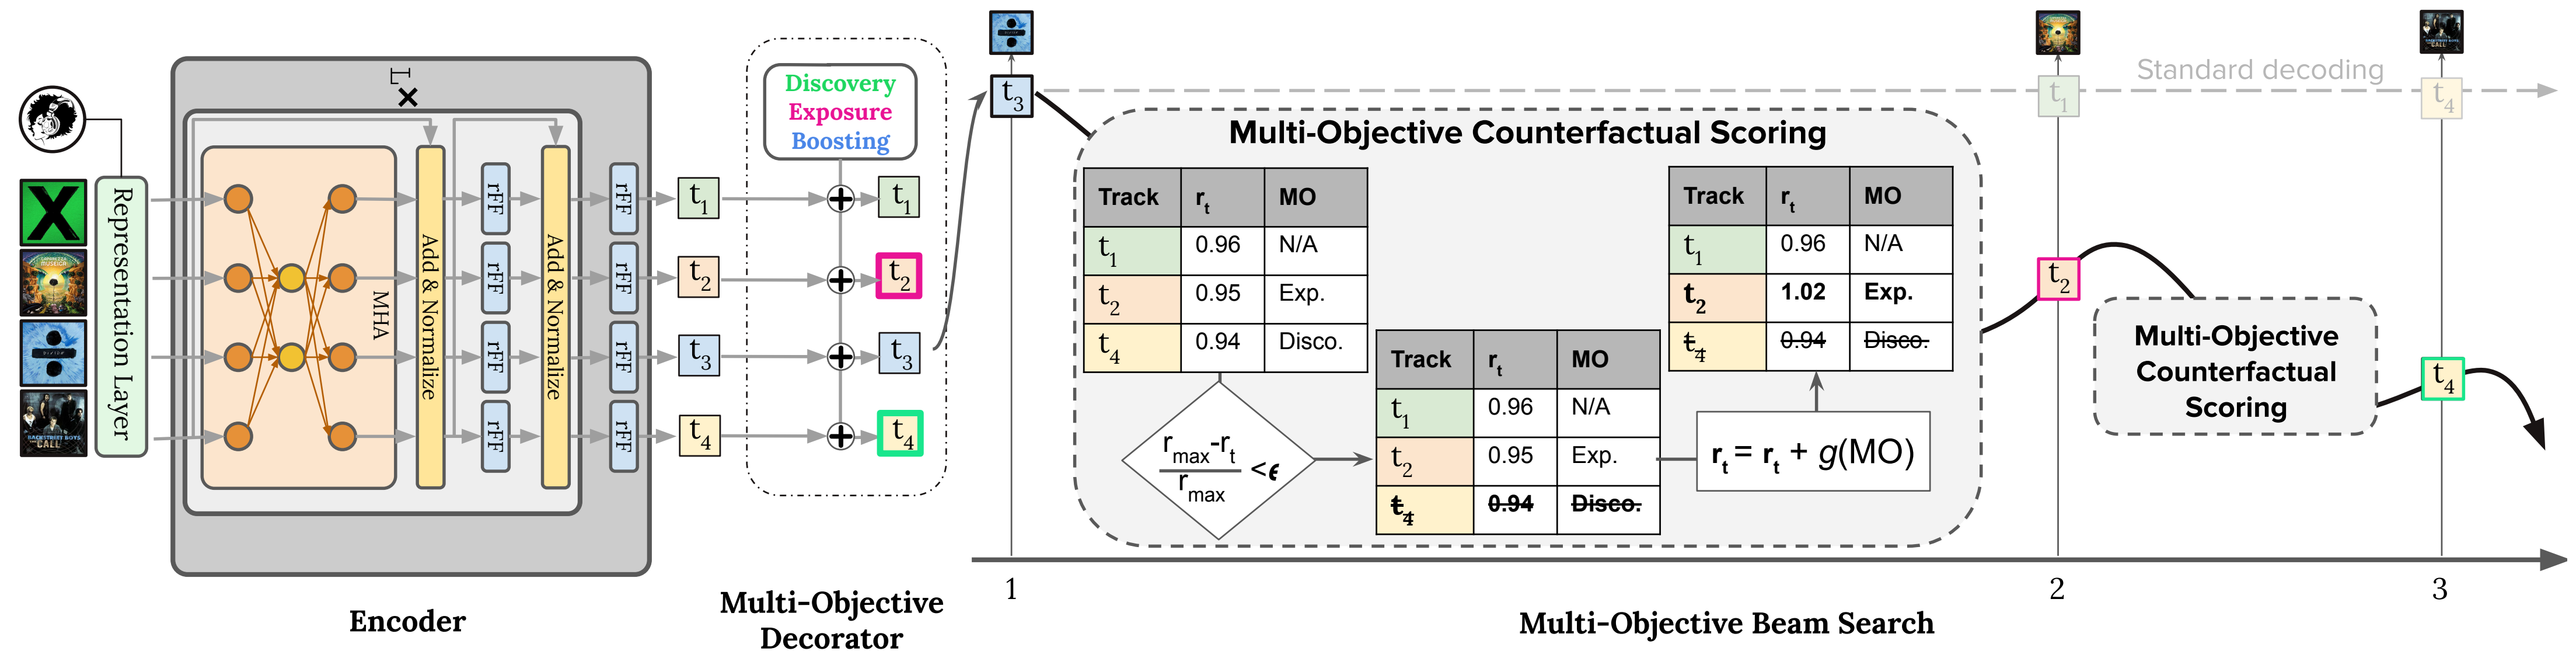 L
×
Representation Layer
MHA
Add & Normalize
rFF
rFF
rFF
rFF
Add & Normalize
rFF
rFF
rFF
rFF
t1
t2
t3
t4
Encoder
Discovery
Exposure
Boosting
t1
t2
t3
t4
Multi-Objective
Decorator
t3
Standard decoding
t1
t4
Multi-Objective Counterfactual Scoring
Track rt MO
t1 0.96 N/A
t2 0.95 Exp.
t4 0.94 Disco.
rmax-rt
rmax
<ϵ
Track rt MO
t1 0.96 N/A
t2 0.95 Exp.
t4 0.94 Disco.
rt = rt + g(MO)
Track rt MO
t1 0.96 N/A
t2 1.02 Exp.
t4 0.94 Disco.
t2
Multi-Objective
Counterfactual
Scoring
t4
1
2
3
Multi-Objective Beam Search
X
BACKSTREET BOYS
CALL